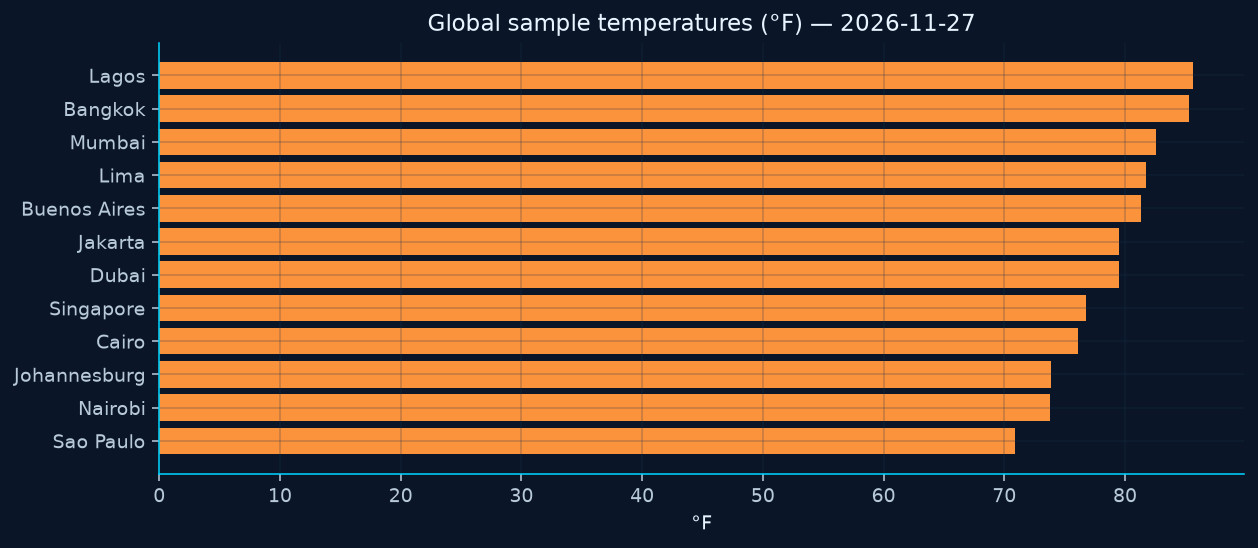 Global sample temperatures (°F) — 2026-11-27
Lagos
Bangkok
Mumbai
Lima
Buenos Aires
Jakarta
Dubai
Singapore
Cairo
Johannesburg
Nairobi
Sao Paulo
0 10 20 30 40 50 60 70 80
°F